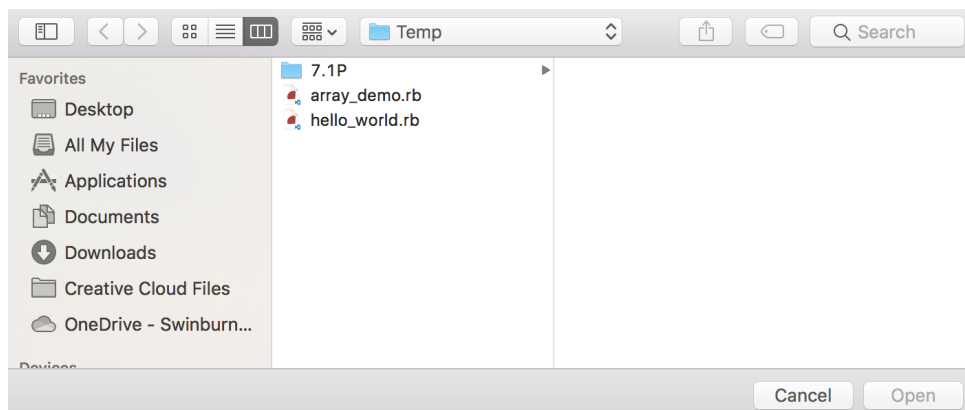 Temp
Search
Favorites
Desktop
All My Files
Applications
Documents
Downloads
Creative Cloud Files
OneDrive - Swinburn...
Devices
7.1P
array_demo.rb
hello_world.rb
Cancel
Open